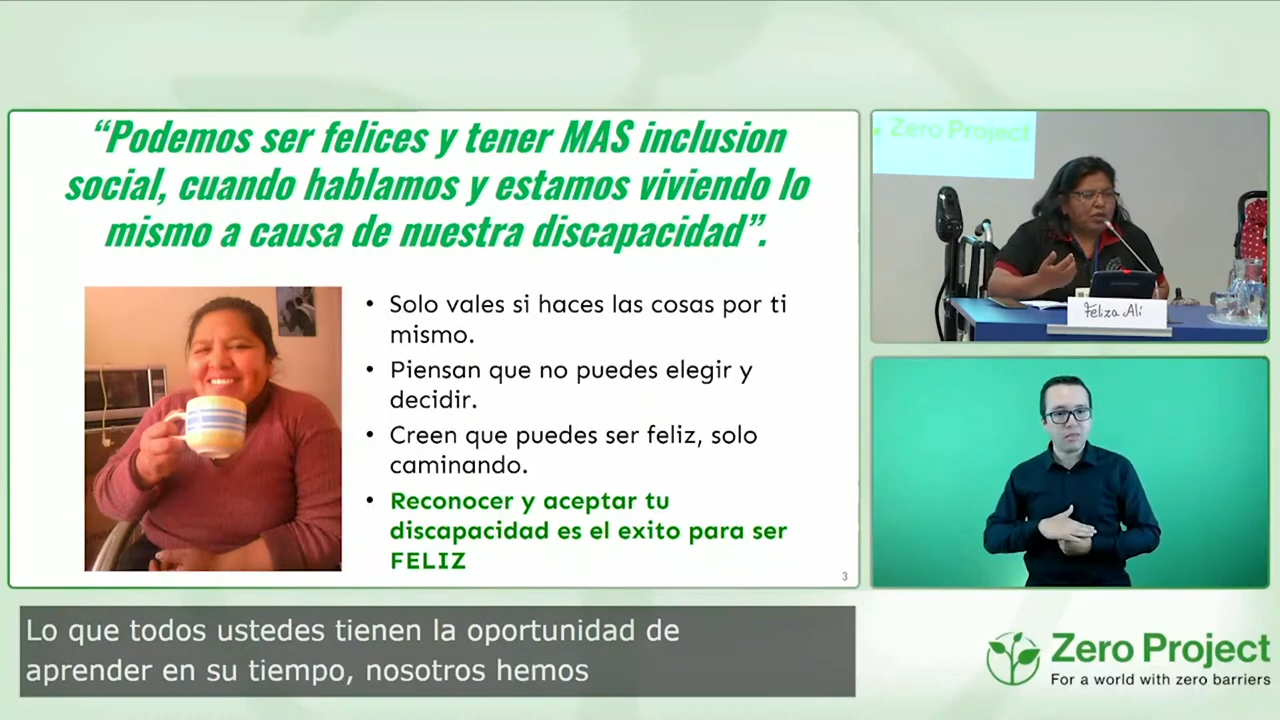 “Podemos ser felices y tener MAS inclusion
social, cuando hablamos y estamos viviendo lo
mismo a causa de nuestra discapacidad”.
• Solo vales si haces las cosas por ti
mismo.
• Piensan que no puedes elegir y
decidir.
• Creen que puedes ser feliz, solo
caminando.
• Reconocer y aceptar tu
discapacidad es el exito para ser
FELIZ
3
Zero Project
Feliza Ali
Lo que todos ustedes tienen la oportunidad de
aprender en su tiempo, nosotros hemos
Zero Project
For a world with zero barriers